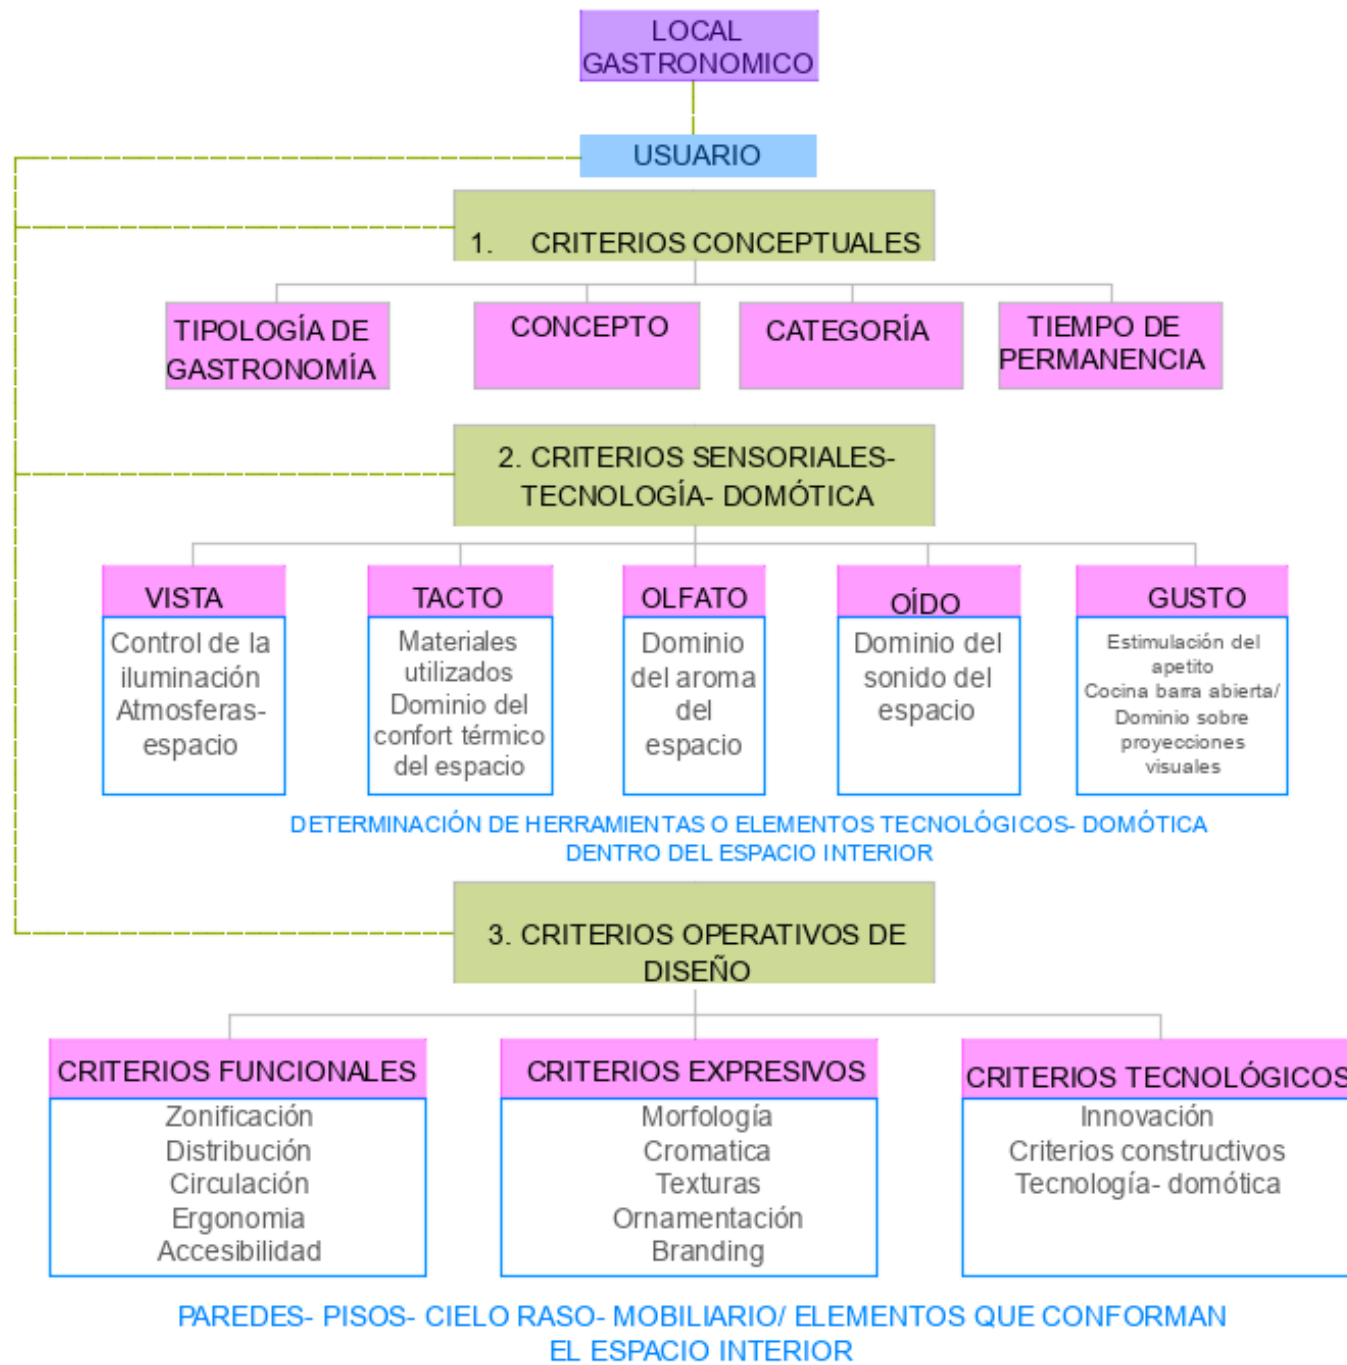 LOCAL
GASTRONOMICO
USUARIO
1. CRITERIOS CONCEPTUALES
TIPOLOGÍA DE
GASTRONOMÍA
CONCEPTO
CATEGORÍA
TIEMPO DE
PERMANENCIA
2. CRITERIOS SENSORIALES-
TECNOLOGÍA- DOMÓTICA
VISTA
Control de la
iluminación
Atmosferas-
espacio
TACTO
Materiales
utilizados
Dominio del
confort térmico
del espacio
OLFATO
Dominio
del aroma
del
espacio
OÍDO
Dominio del
sonido del
espacio
GUSTO
Estimulación del
apetito
Cocina barra abierta/
Dominio sobre
proyecciones
visuales
DETERMINACIÓN DE HERRAMIENTAS O ELEMENTOS TECNOLÓGICOS- DOMÓTICA
DENTRO DEL ESPACIO INTERIOR
3. CRITERIOS OPERATIVOS DE
DISEÑO
CRITERIOS FUNCIONALES
Zonificación
Distribución
Circulación
Ergonomia
Accesibilidad
CRITERIOS EXPRESIVOS
Morfología
Cromatica
Texturas
Ornamentación
Branding
CRITERIOS TECNOLÓGICOS
Innovación
Criterios constructivos
Tecnología- domótica
PAREDES- PISOS- CIELO RASO- MOBILIARIO/ ELEMENTOS QUE CONFORMAN
EL ESPACIO INTERIOR